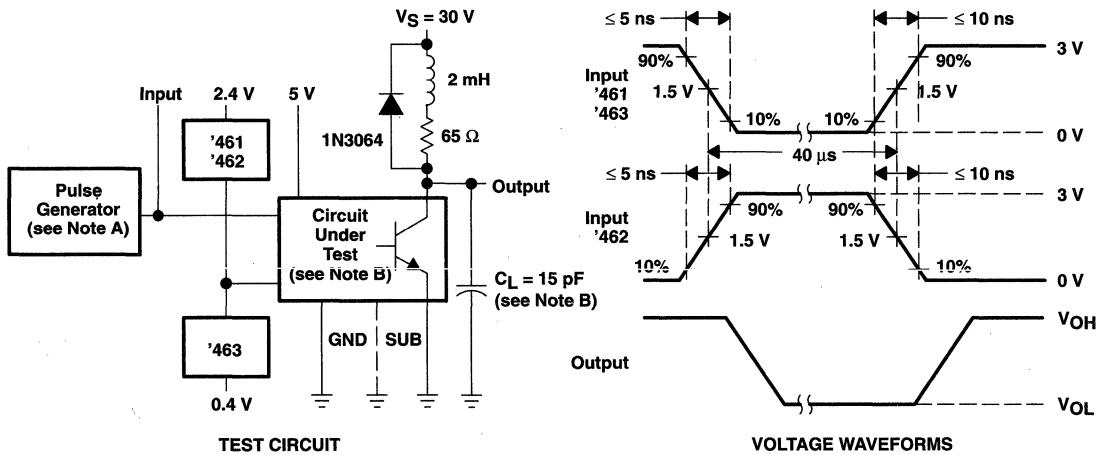 VS = 30 V
2 mH
Input
2.4 V
5 V
'461
'462
1N3064
65 Ω
Output
Pulse
Generator
(see Note A)
Circuit
Under
Test
(see Note B)
CL = 15 pF
(see Note B)
'463
0.4 V
GND
SUB
TEST CIRCUIT
≤ 5 ns
≤ 10 ns
3 V
90%
90%
Input
'461
'463
1.5 V
1.5 V
10%
10%
0 V
40 μs
≤ 5 ns
≤ 10 ns
3 V
90%
90%
Input
'462
1.5 V
1.5 V
10%
10%
0 V
VOH
Output
VOL
VOLTAGE WAVEFORMS